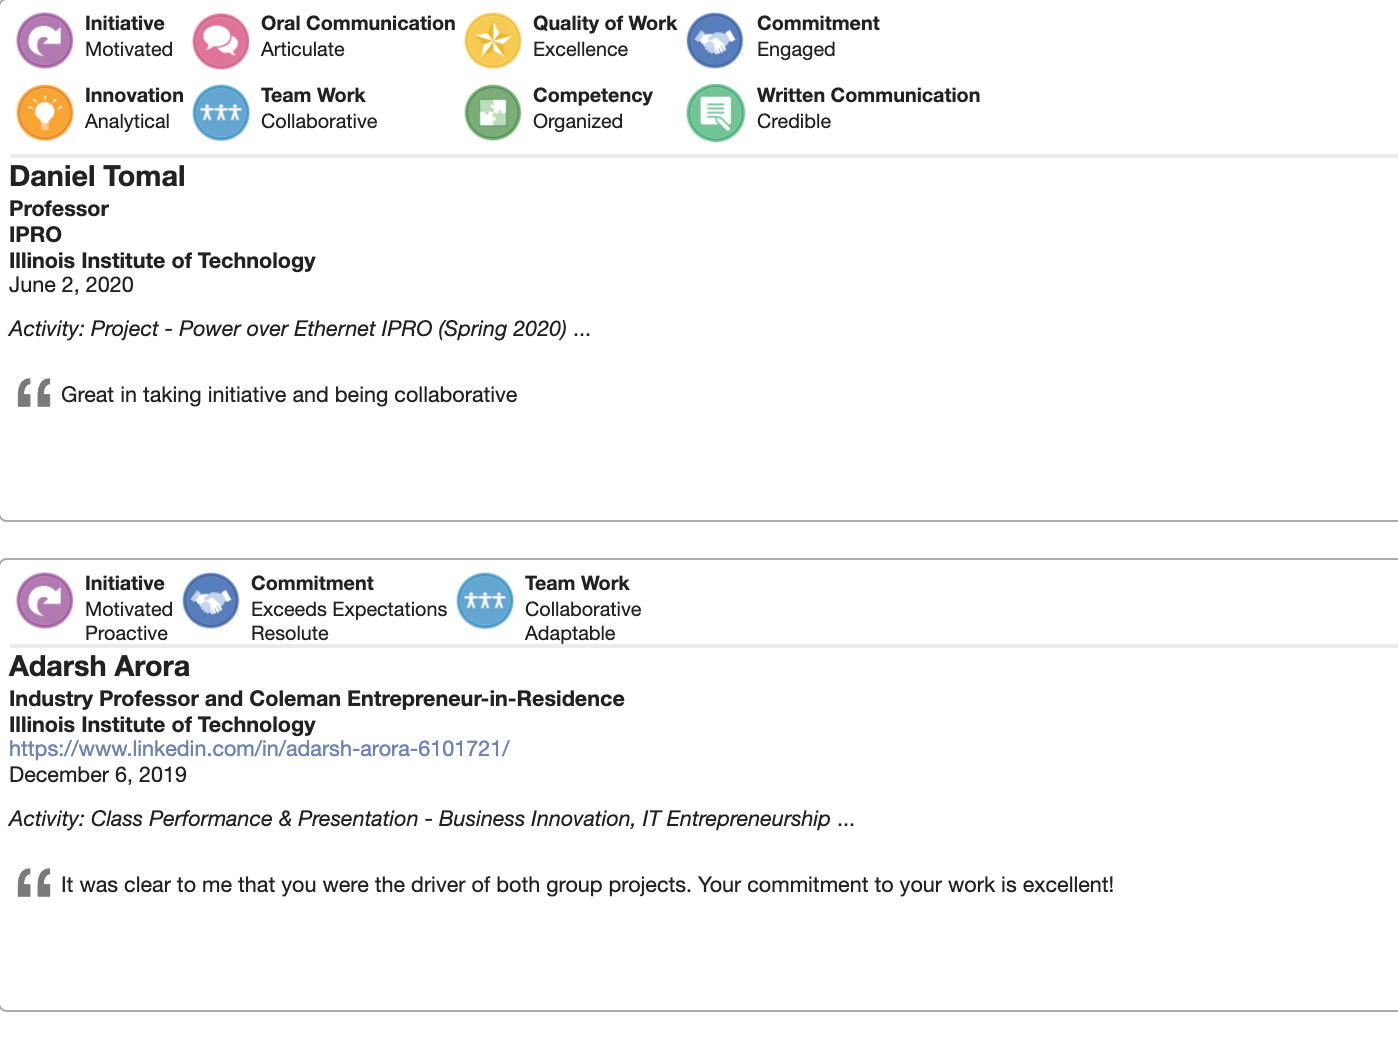 Initiative
Motivated
Oral Communication
Articulate
Quality of Work
Excellence
Commitment
Engaged
Innovation
Analytical
Team Work
Collaborative
Competency
Organized
Written Communication
Credible
Daniel Tomal
Professor
IPRO
Illinois Institute of Technology
June 2, 2020
Activity: Project - Power over Ethernet IPRO (Spring 2020) ...
“ Great in taking initiative and being collaborative
Initiative
Motivated
Proactive
Commitment
Exceeds Expectations
Resolute
Team Work
Collaborative
Adaptable
Adarsh Arora
Industry Professor and Coleman Entrepreneur-in-Residence
Illinois Institute of Technology
https://www.linkedin.com/in/adarsh-arora-6101721/
December 6, 2019
Activity: Class Performance & Presentation - Business Innovation, IT Entrepreneurship ...
“ It was clear to me that you were the driver of both group projects. Your commitment to your work is excellent!